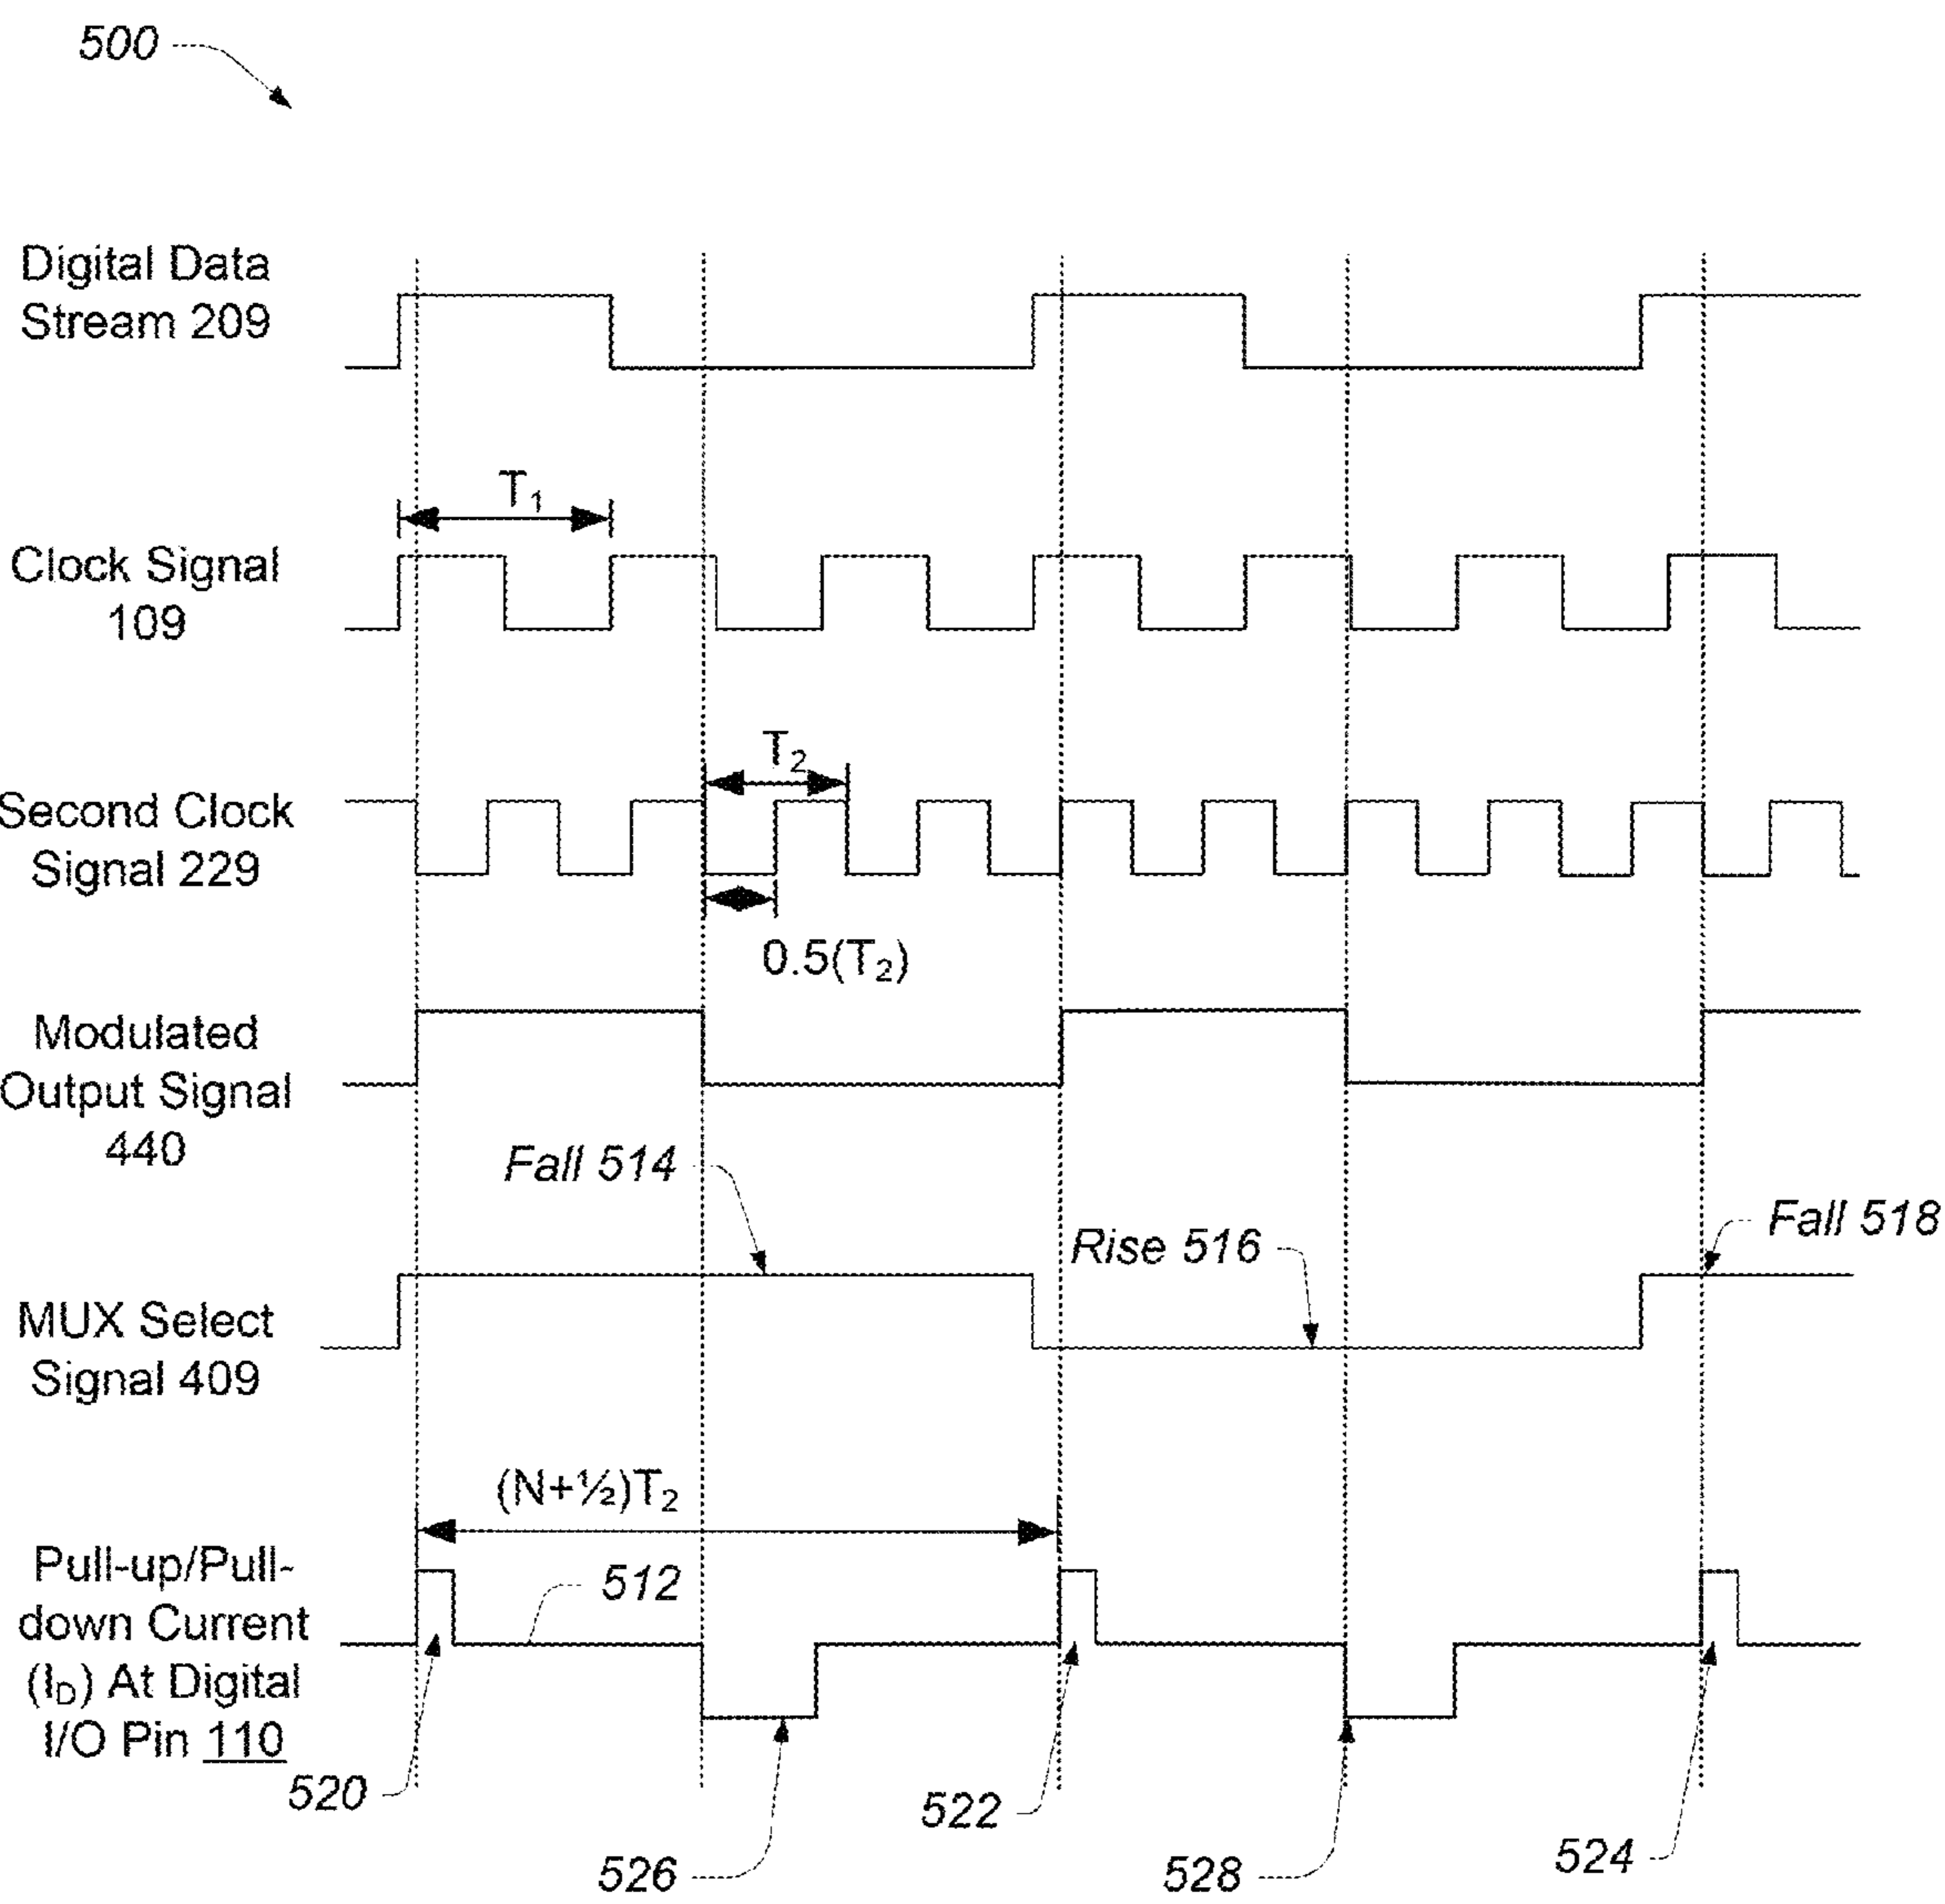 500
Digital Data
Stream 209
T1
Clock Signal
109
T2
Second Clock
Signal 229
0.5(T2)
Modulated
Output Signal
440
Fall 514
Fall 518
Rise 516
MUX Select
Signal 409
(N+½)T2
Pull-up/Pull-
down Current
(ID) At Digital
I/O Pin 110
512
520
522
524
526
528